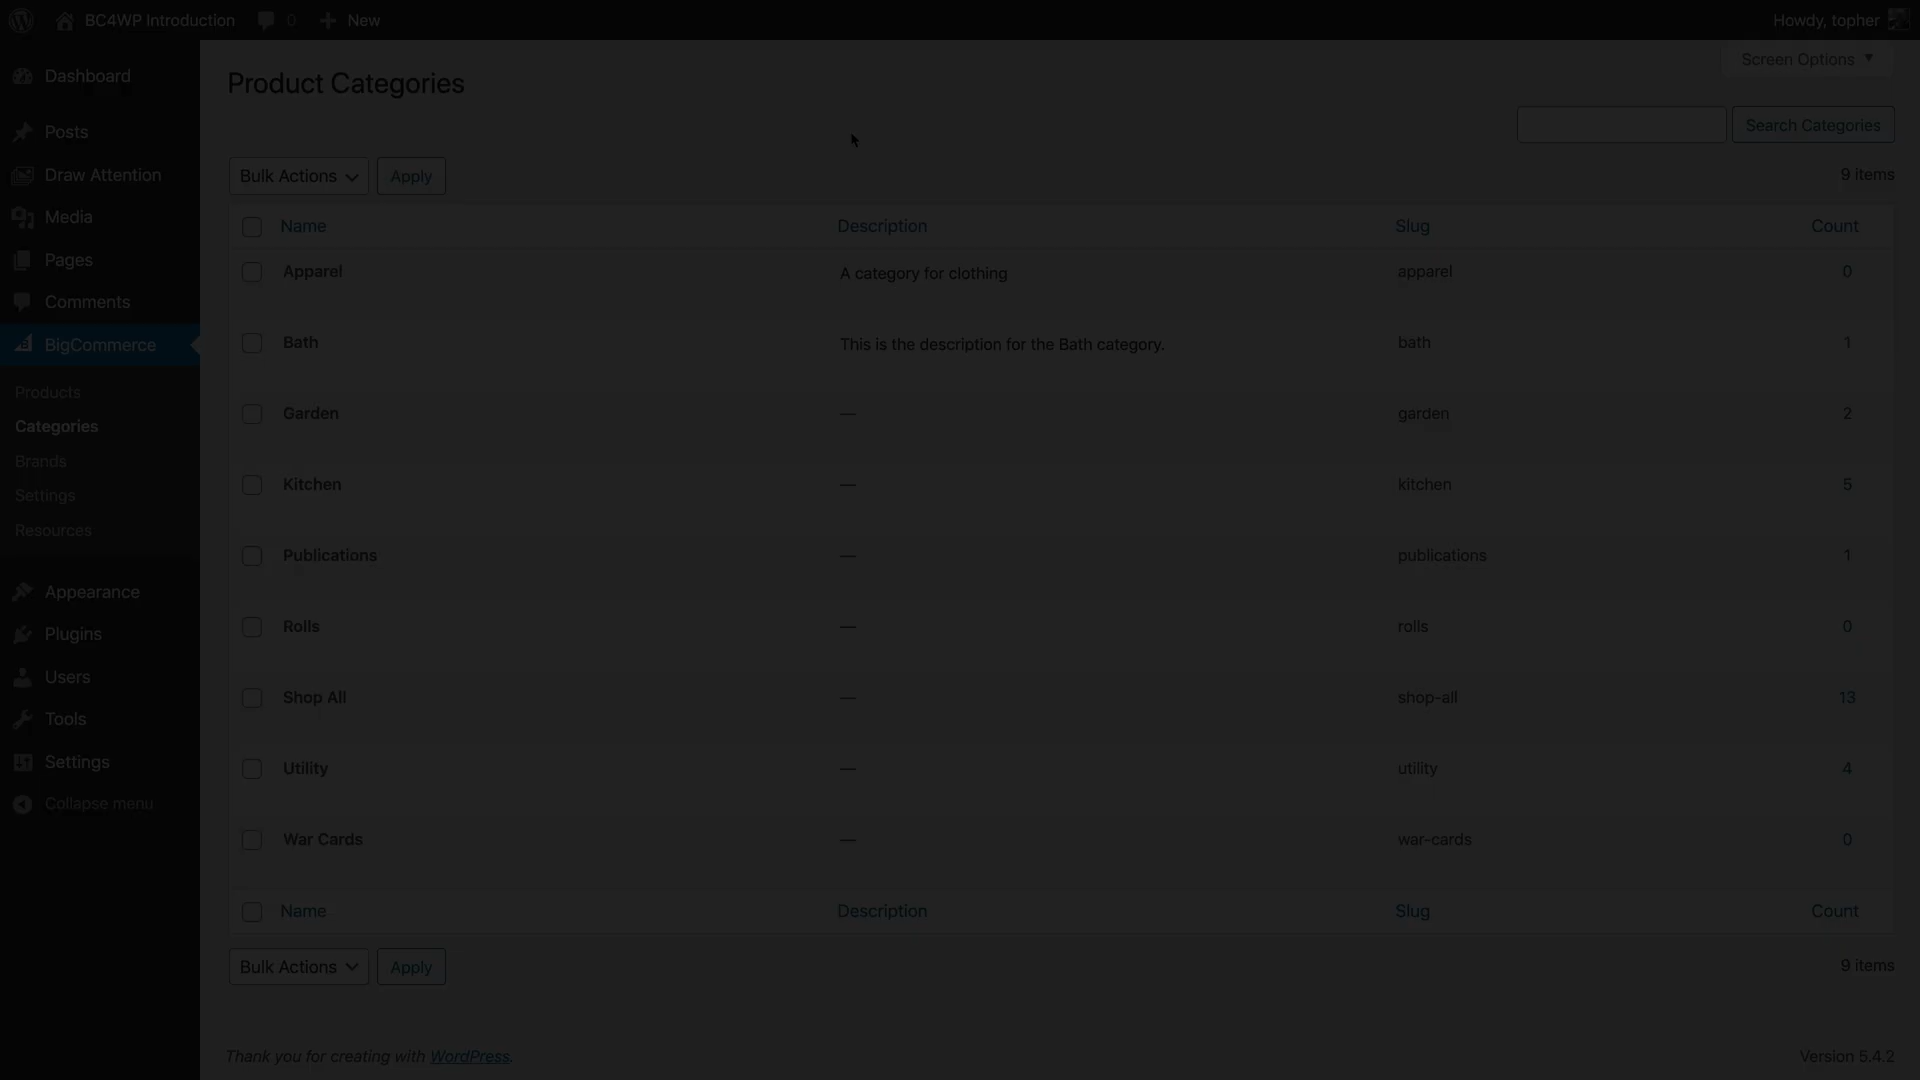 BC4WP Introduction 0 New Howdy, topher
Dashboard
Posts
Draw Attention
Media
Pages
Comments
BigCommerce
Products
Categories
Brands
Settings
Resources
Appearance
Plugins
Users
Tools
Settings
Collapse menu
Screen Options
Product Categories
Search Categories
Bulk Actions Apply 9 items
Name Description Slug Count
Apparel A category for clothing apparel 0
Bath This is the description for the Bath category. bath 1
Garden — garden 2
Kitchen — kitchen 5
Publications — publications 1
Rolls — rolls 0
Shop All — shop-all 13
Utility — utility 4
War Cards — war-cards 0
Name Description Slug Count
Bulk Actions Apply 9 items
Thank you for creating with WordPress. Version 5.4.2